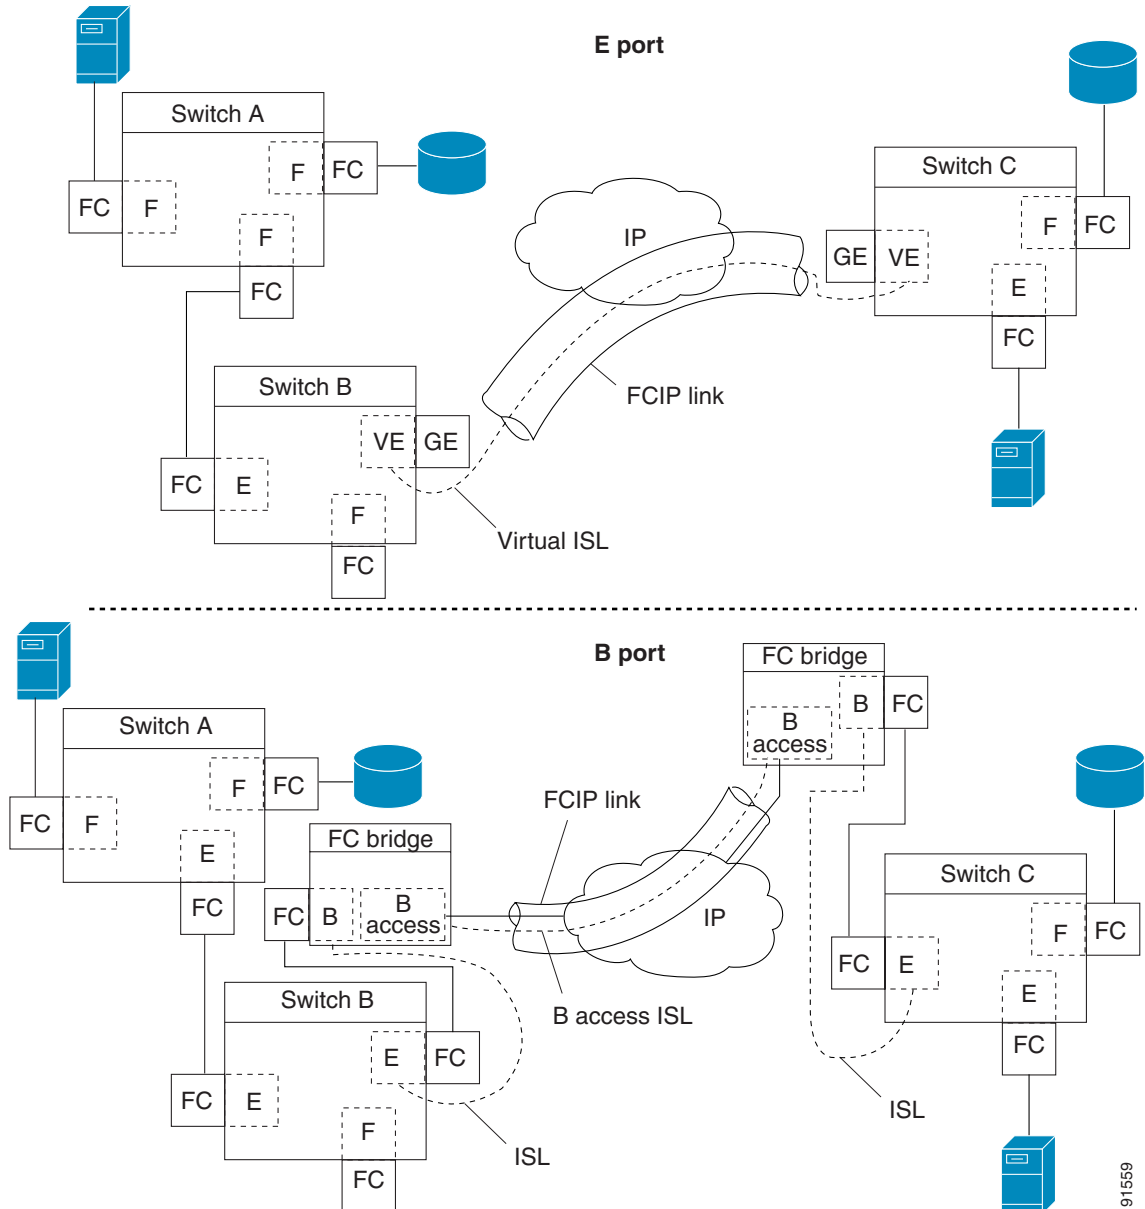 E port
Switch A
F
FC
FC
F
F
FC
Switch C
F
FC
IP
GE
VE
E
FC
FCIP link
Switch B
VE
GE
FC
E
F
FC
Virtual ISL
B port
FC bridge
B
FC
B
access
Switch A
F
FC
FC
F
E
FC
FCIP link
FC bridge
FC
B
B
access
IP
B access ISL
Switch C
F
FC
FC
E
E
FC
ISL
Switch B
E
FC
FC
E
F
FC
ISL
91559